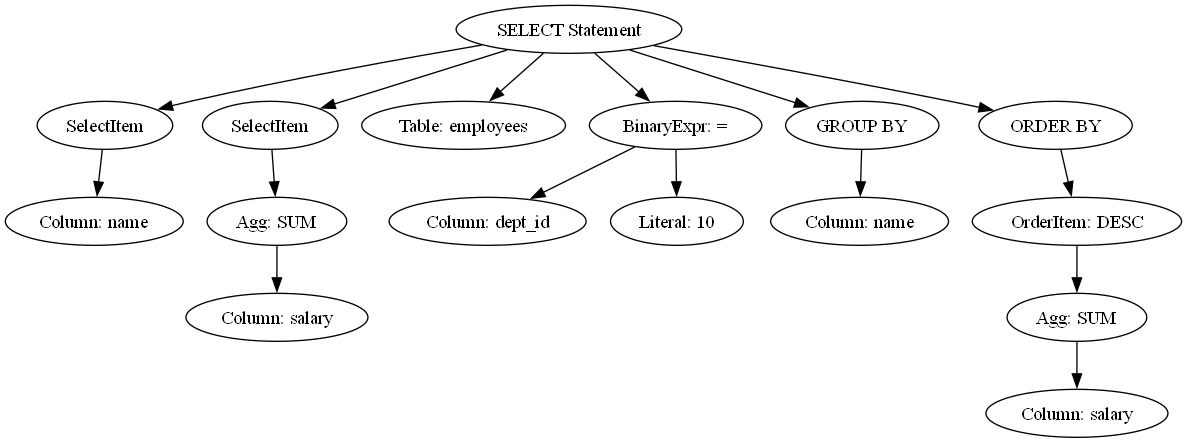 SELECT Statement
SelectItem
SelectItem
Table: employees
BinaryExpr: =
GROUP BY
ORDER BY
Column: name
Agg: SUM
Column: dept_id
Literal: 10
Column: name
OrderItem: DESC
Column: salary
Agg: SUM
Column: salary